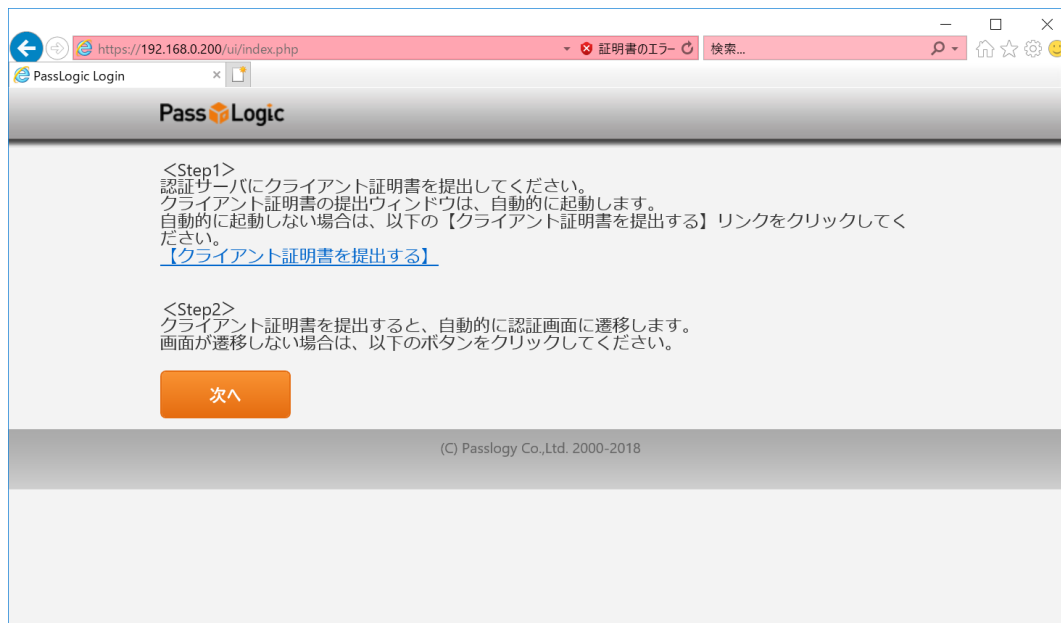 https://192.168.0.200/ui/index.php
証明書のエラー
検索...
PassLogic Login
PassLogic
<Step1>
認証サーバにクライアント証明書を提出してください。
クライアント証明書の提出ウィンドウは、自動的に起動します。
自動的に起動しない場合は、以下の【クライアント証明書を提出する】リンクをクリックしてく
ださい。
【クライアント証明書を提出する】
<Step2>
クライアント証明書を提出すると、自動的に認証画面に遷移します。
画面が遷移しない場合は、以下のボタンをクリックしてください。
次へ
(C) Passlogy Co.,Ltd. 2000-2018